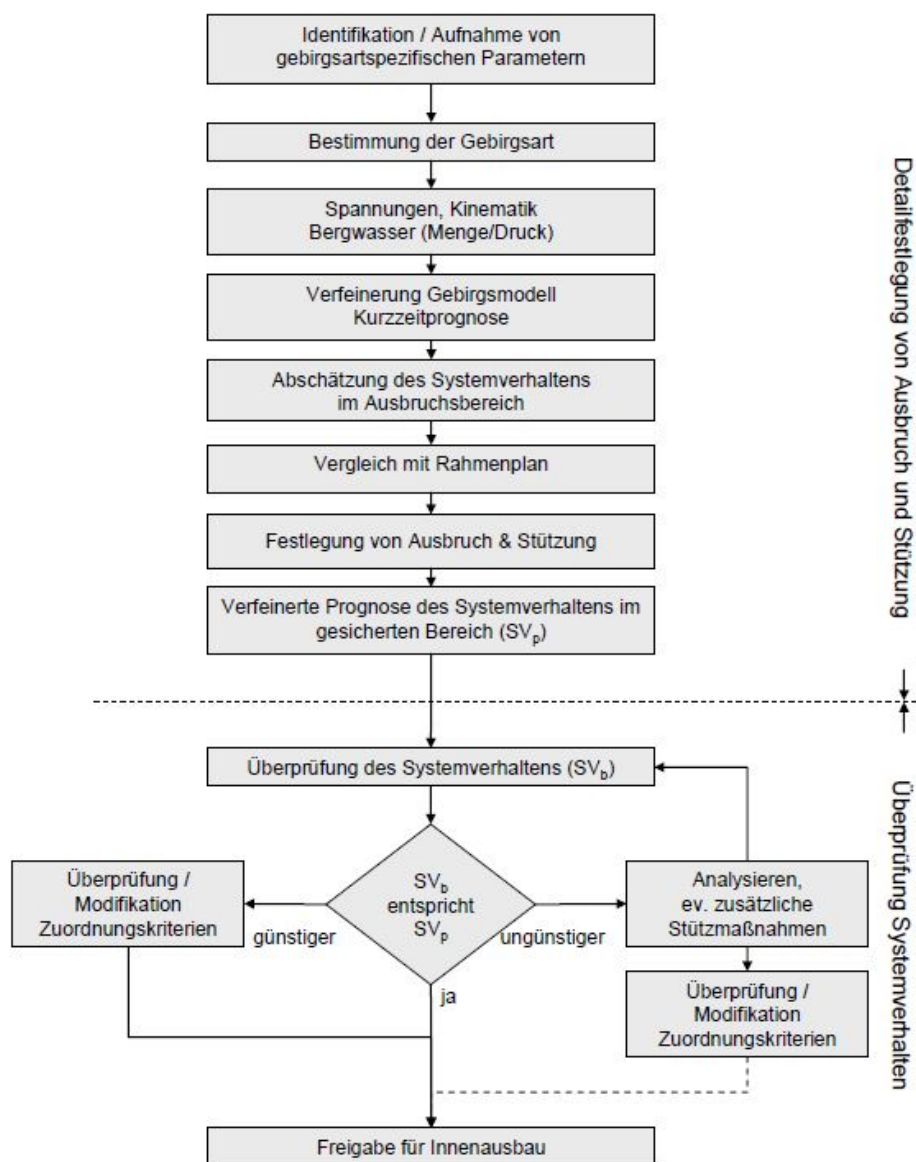 Identifikation / Aufnahme von
gebirgsartspezifischen Parametern
Bestimmung der Gebirgsart
Spannungen, Kinematik
Bergwasser (Menge/Druck)
Verfeinerung Gebirgsmodell
Kurzzeitprognose
Abschätzung des Systemverhaltens
im Ausbruchsbereich
Vergleich mit Rahmenplan
Festlegung von Ausbruch & Stützung
Verfeinerte Prognose des Systemverhaltens im
gesicherten Bereich (SVp)
Detailfestlegung von Ausbruch und Stützung
Überprüfung des Systemverhaltens (SVb)
Überprüfung /
Modifikation
Zuordnungskriterien
günstiger
SVb
entspricht
SVp
ungünstiger
ja
Analysieren,
ev. zusätzliche
Stützmaßnahmen
Überprüfung /
Modifikation
Zuordnungskriterien
Überprüfung Systemverhalten
Freigabe für Innenausbau